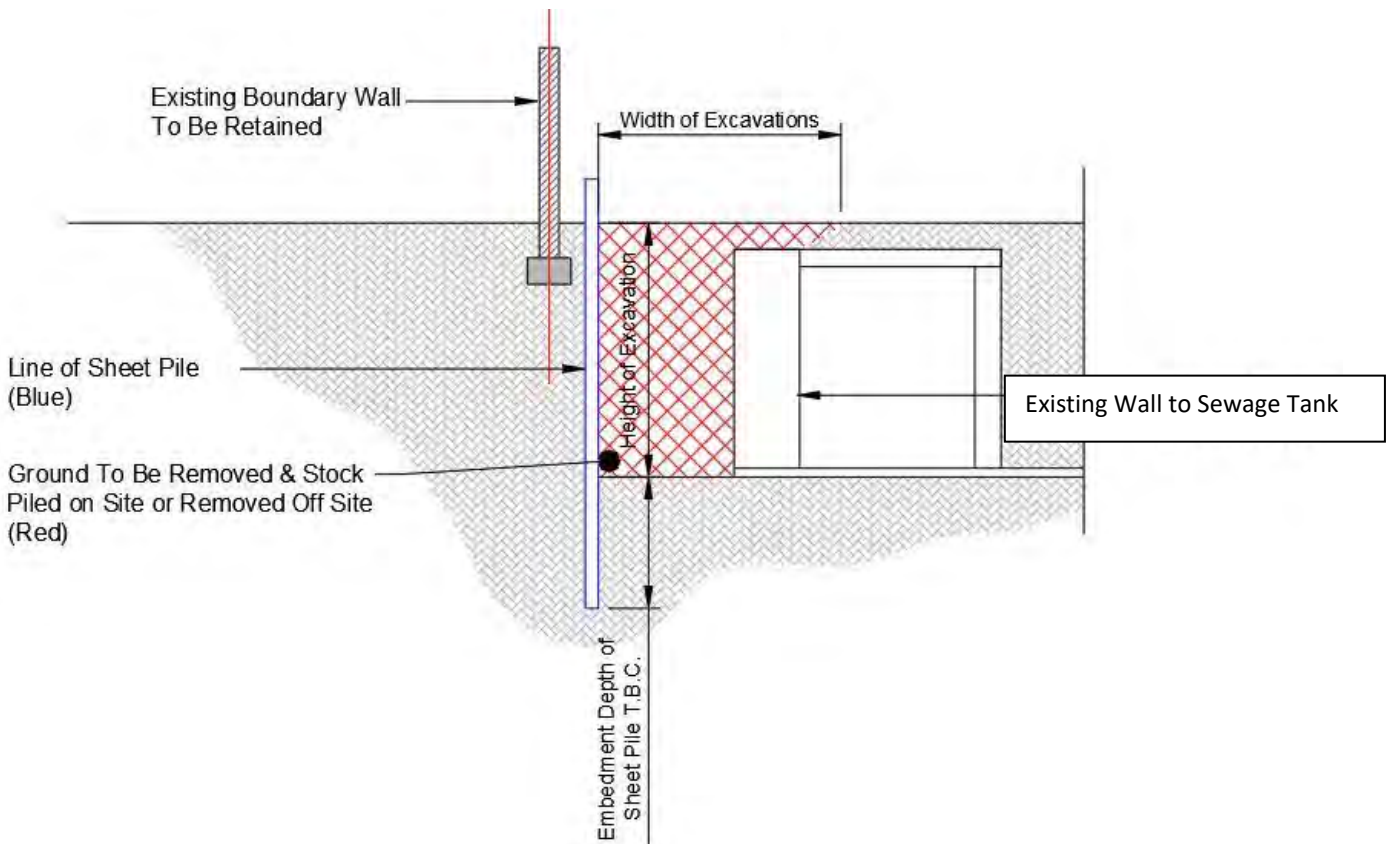 Existing Boundary Wall
To Be Retained
Width of Excavations
Height of Excavation
Line of Sheet Pile
(Blue)
Existing Wall to Sewage Tank
Ground To Be Removed & Stock
Piled on Site or Removed Off Site
(Red)
Embedment Depth of
Sheet Pile T.B.C.